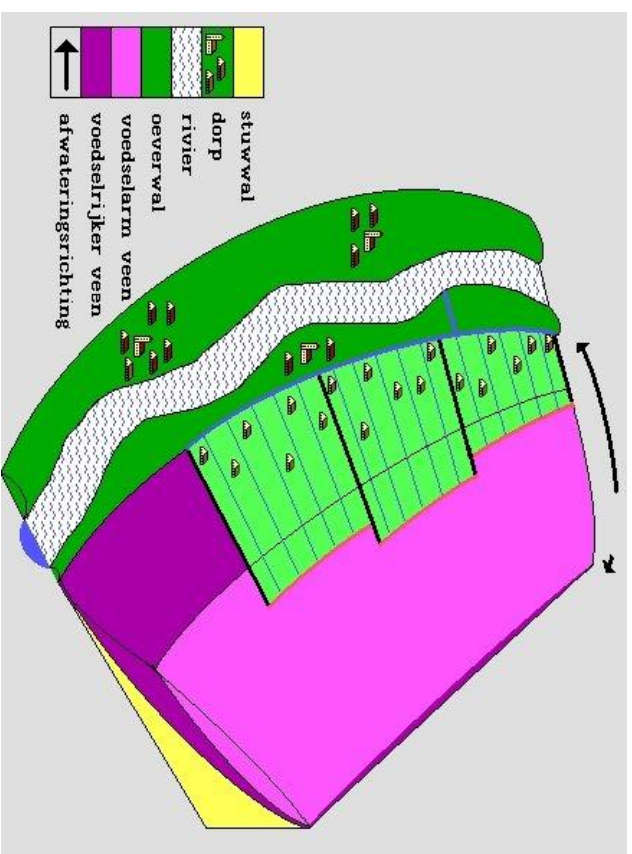 stuwwal
dorp
rivier
oeverwal
voedselarm veen
voedselrijker veen
afwateringsrichting